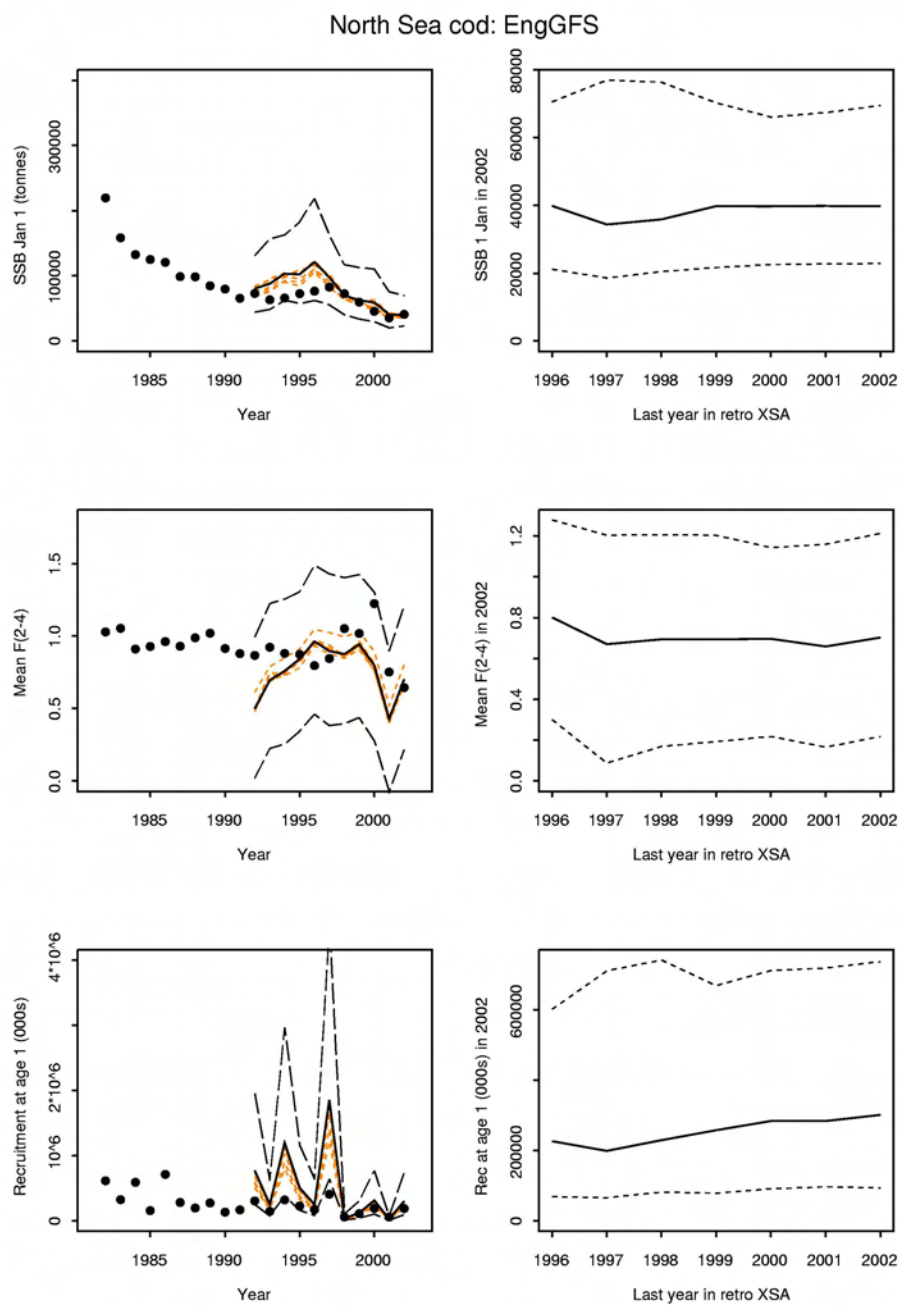 North Sea cod: EngGFS
SSB Jan 1 (tonnes)
0 100000 300000
1985 1990 1995 2000
Year
SSB 1 Jan in 2002
0 20000 40000 60000 80000
1996 1997 1998 1999 2000 2001 2002
Last year in retro XSA
Mean F(2-4)
0.0 0.5 1.0 1.5
1985 1990 1995 2000
Year
Mean F(2-4) in 2002
0.0 0.4 0.8 1.2
1996 1997 1998 1999 2000 2001 2002
Last year in retro XSA
Recruitment at age 1 (000s)
0 10^6 2*10^6 4*10^6
1985 1990 1995 2000
Year
Rec at age 1 (000s) in 2002
0 200000 600000
1996 1997 1998 1999 2000 2001 2002
Last year in retro XSA